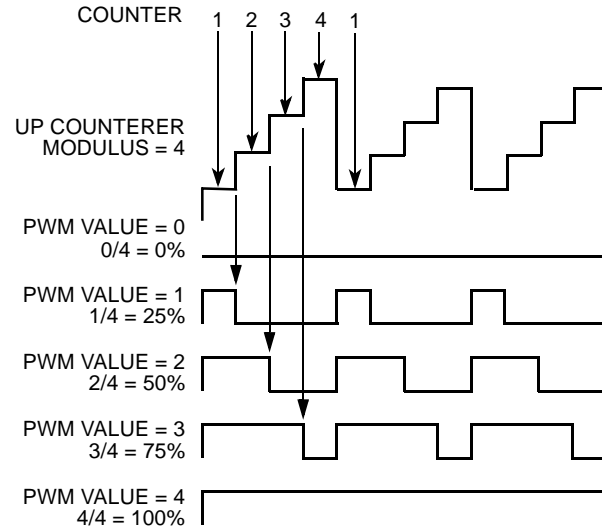 COUNTER 1 2 3 4 1
UP COUNTERER
MODULUS = 4
PWM VALUE = 0
0/4 = 0%
PWM VALUE = 1
1/4 = 25%
PWM VALUE = 2
2/4 = 50%
PWM VALUE = 3
3/4 = 75%
PWM VALUE = 4
4/4 = 100%